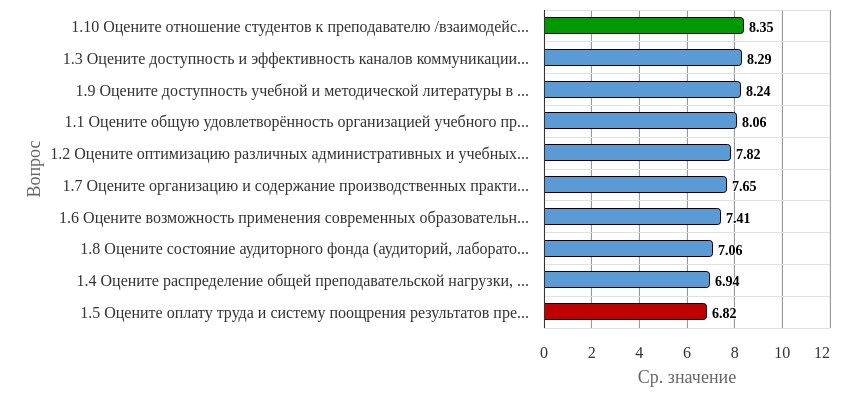 1.10 Оцените отношение студентов к преподавателю /взаимодейс... 8.35
1.3 Оцените доступность и эффективность каналов коммуникации... 8.29
1.9 Оцените доступность учебной и методической литературы в ... 8.24
1.1 Оцените общую удовлетворённость организацией учебного пр... 8.06
1.2 Оцените оптимизацию различных административных и учебных... 7.82
1.7 Оцените организацию и содержание производственных практи... 7.65
1.6 Оцените возможность применения современных образовательн... 7.41
1.8 Оцените состояние аудиторного фонда (аудиторий, лаборато... 7.06
1.4 Оцените распределение общей преподавательской нагрузки, ... 6.94
1.5 Оцените оплату труда и систему поощрения результатов пре... 6.82
Вопрос
0 2 4 6 8 10 12
Ср. значение